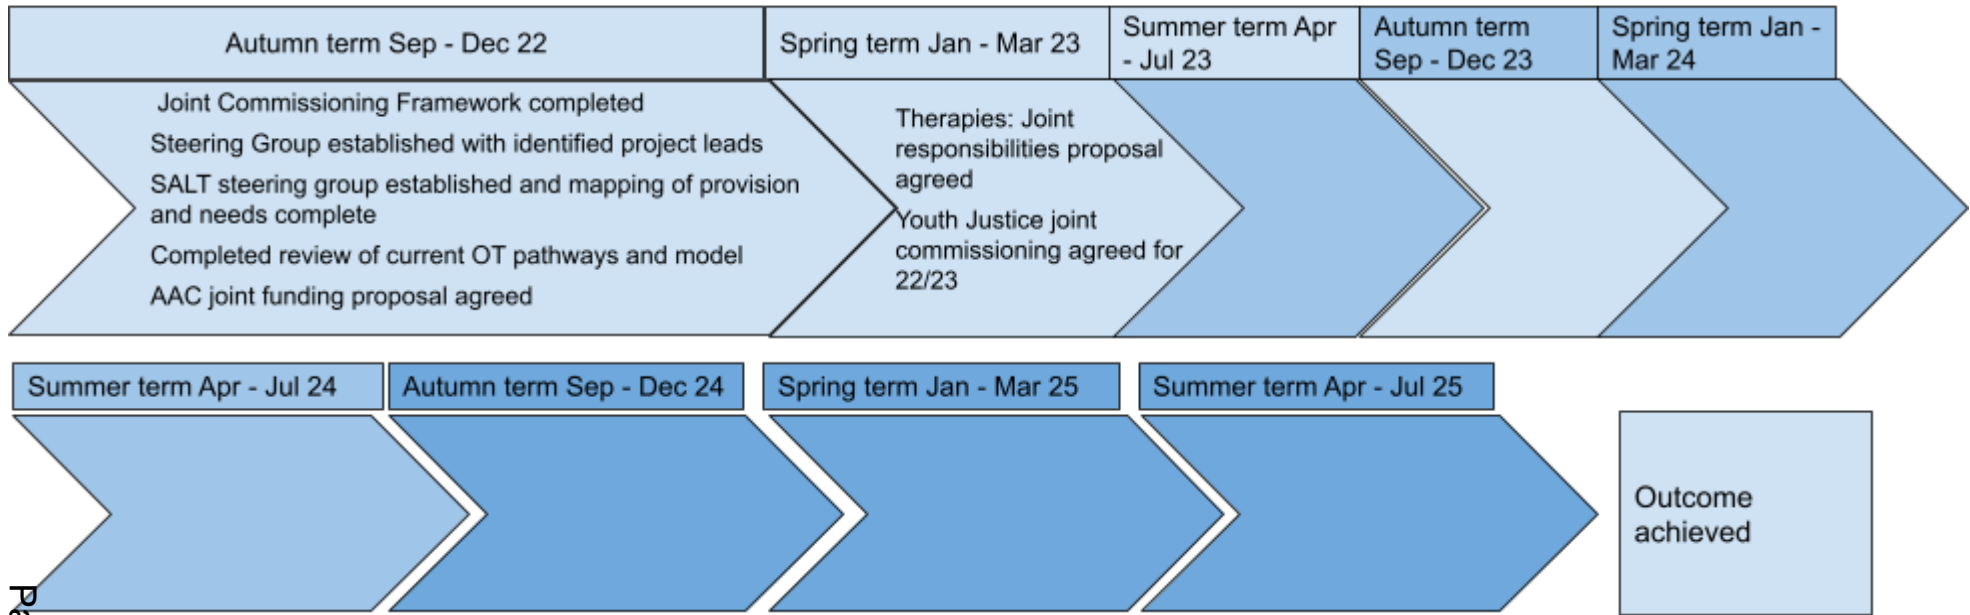 Autumn term Sep - Dec 22
Spring term Jan - Mar 23
Summer term Apr
- Jul 23
Autumn term
Sep - Dec 23
Spring term Jan -
Mar 24
Joint Commissioning Framework completed
Steering Group established with identified project leads
SALT steering group established and mapping of provision
and needs complete
Completed review of current OT pathways and model
AAC joint funding proposal agreed
Therapies: Joint
responsibilities proposal
agreed
Youth Justice joint
commissioning agreed for
22/23
Summer term Apr - Jul 24
Autumn term Sep - Dec 24
Spring term Jan - Mar 25
Summer term Apr - Jul 25
Outcome
achieved